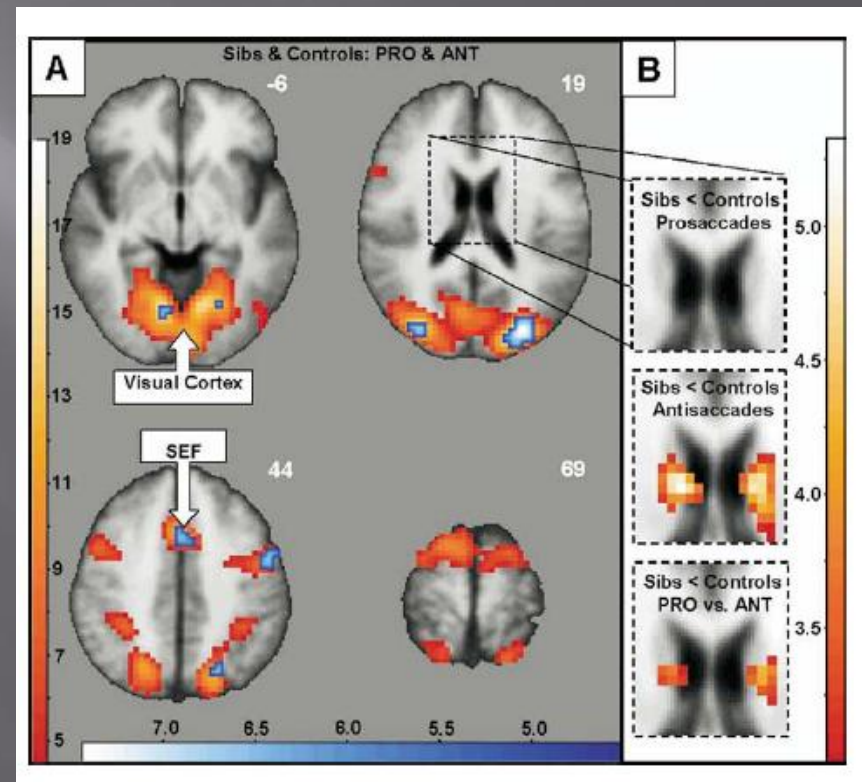 A
Sibs & Controls: PRO & ANT
B
-6
19
19
17
15
13
11
9
7
5
Visual Cortex
SEF
44
69
7.0
6.5
6.0
5.5
5.0
Sibs < Controls
Prosaccades
Sibs < Controls
Antisaccades
Sibs < Controls
PRO vs. ANT
5.0
4.5
4.0
3.5